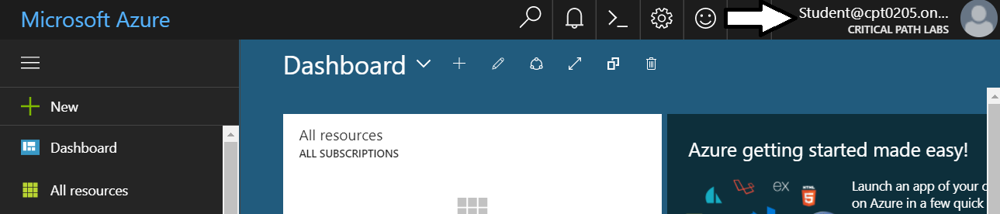 Microsoft Azure
Student@cpt0205.on...
CRITICAL PATH LABS
Dashboard
New
Dashboard
All resources
All resources
ALL SUBSCRIPTIONS
Azure getting started made easy!
ex
HTML
5
Launch an app of your c
on Azure in a few quick